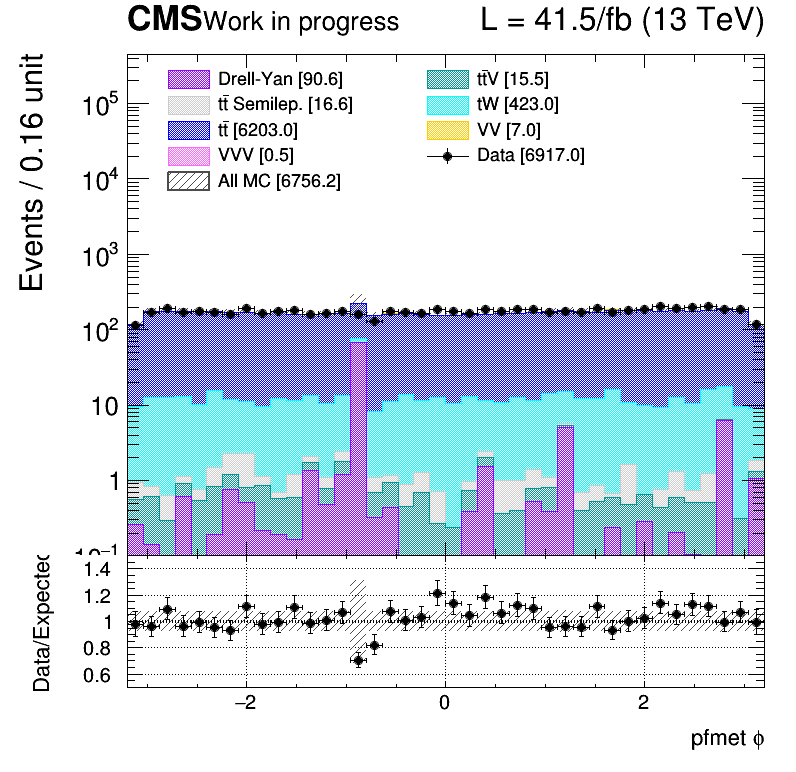 CMS Work in progress L = 41.5/fb (13 TeV)
Events / 0.16 unit
Drell-Yan [90.6] tt̄V [15.5]
tt̄ Semilep. [16.6] tW [423.0]
tt̄ [6203.0] VV [7.0]
VVV [0.5] Data [6917.0]
All MC [6756.2]
10⁵
10⁴
10³
10²
10
1
10⁻¹
Data/Expected
1.4
1.2
1
0.8
0.6
−2 0 2
pfmet ϕ